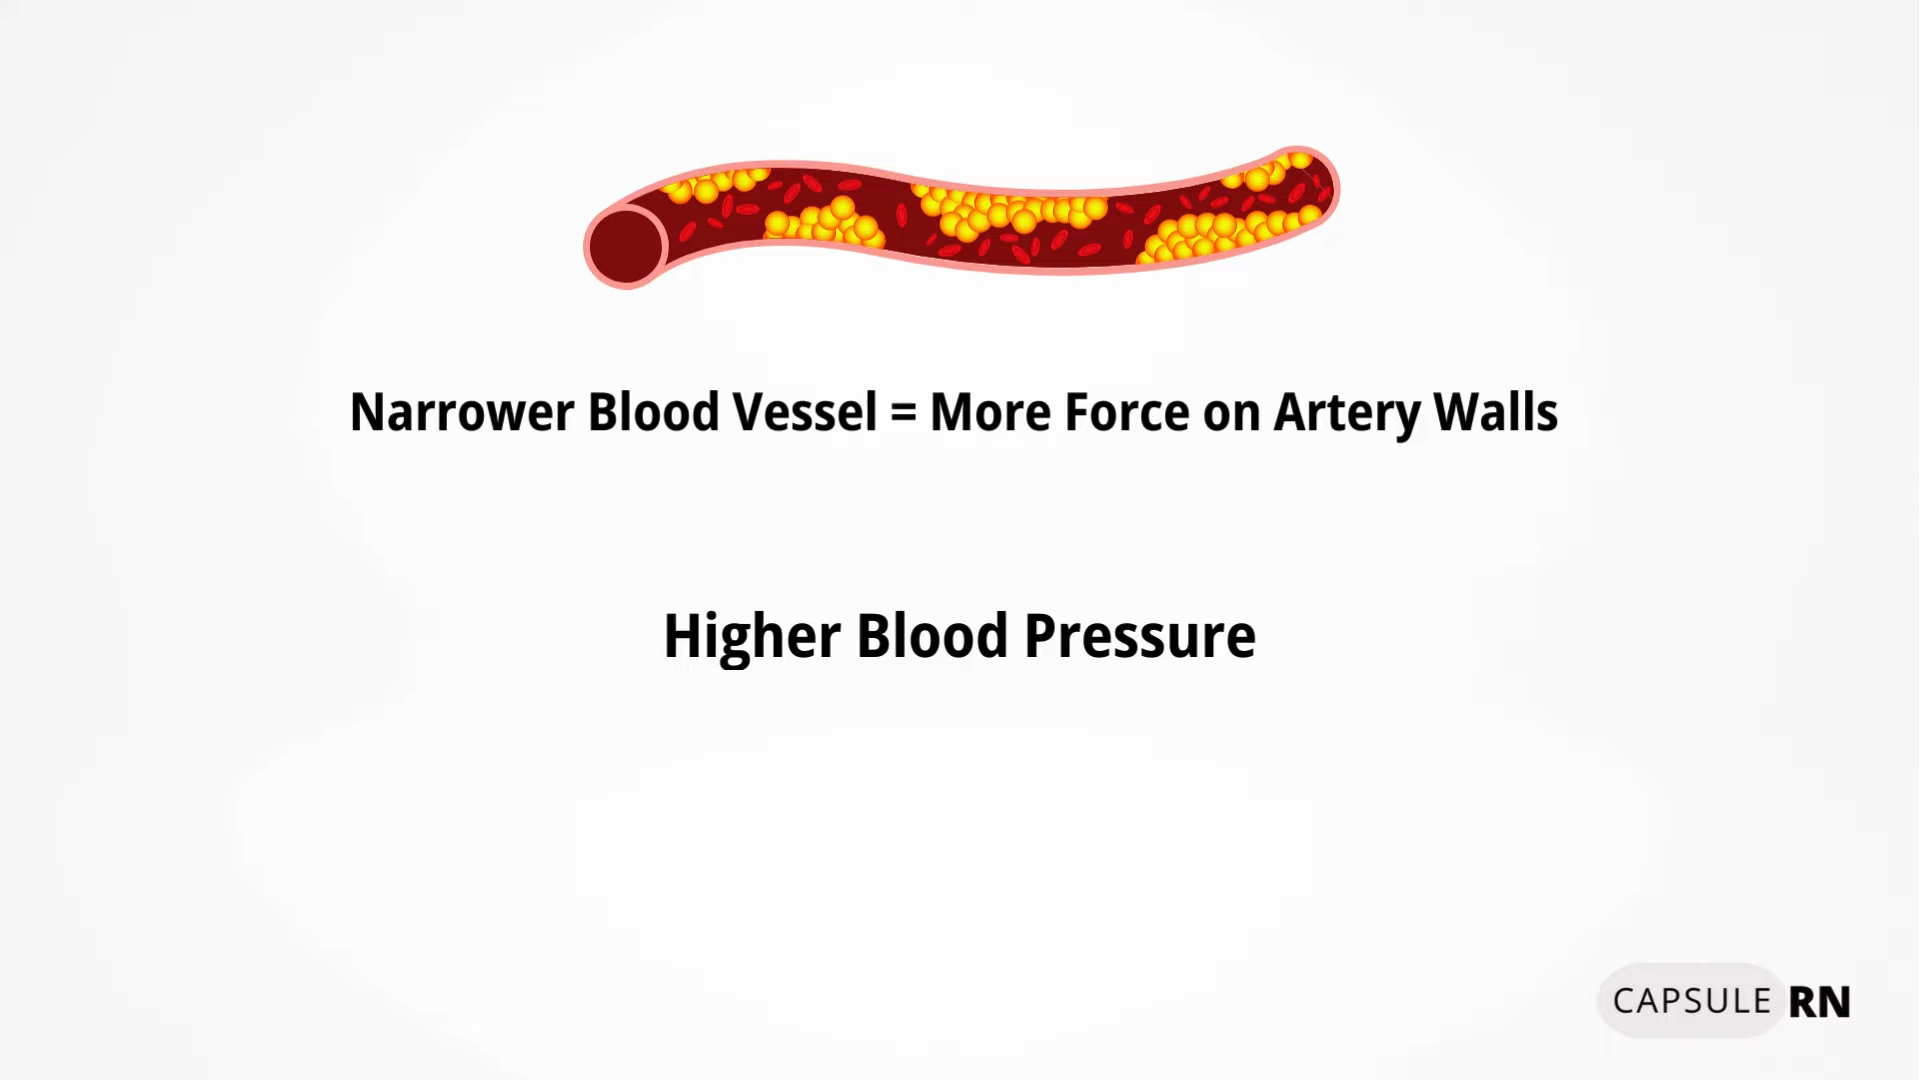 Narrower Blood Vessel = More Force on Artery Walls
Higher Blood Pressure
CAPSULE RN